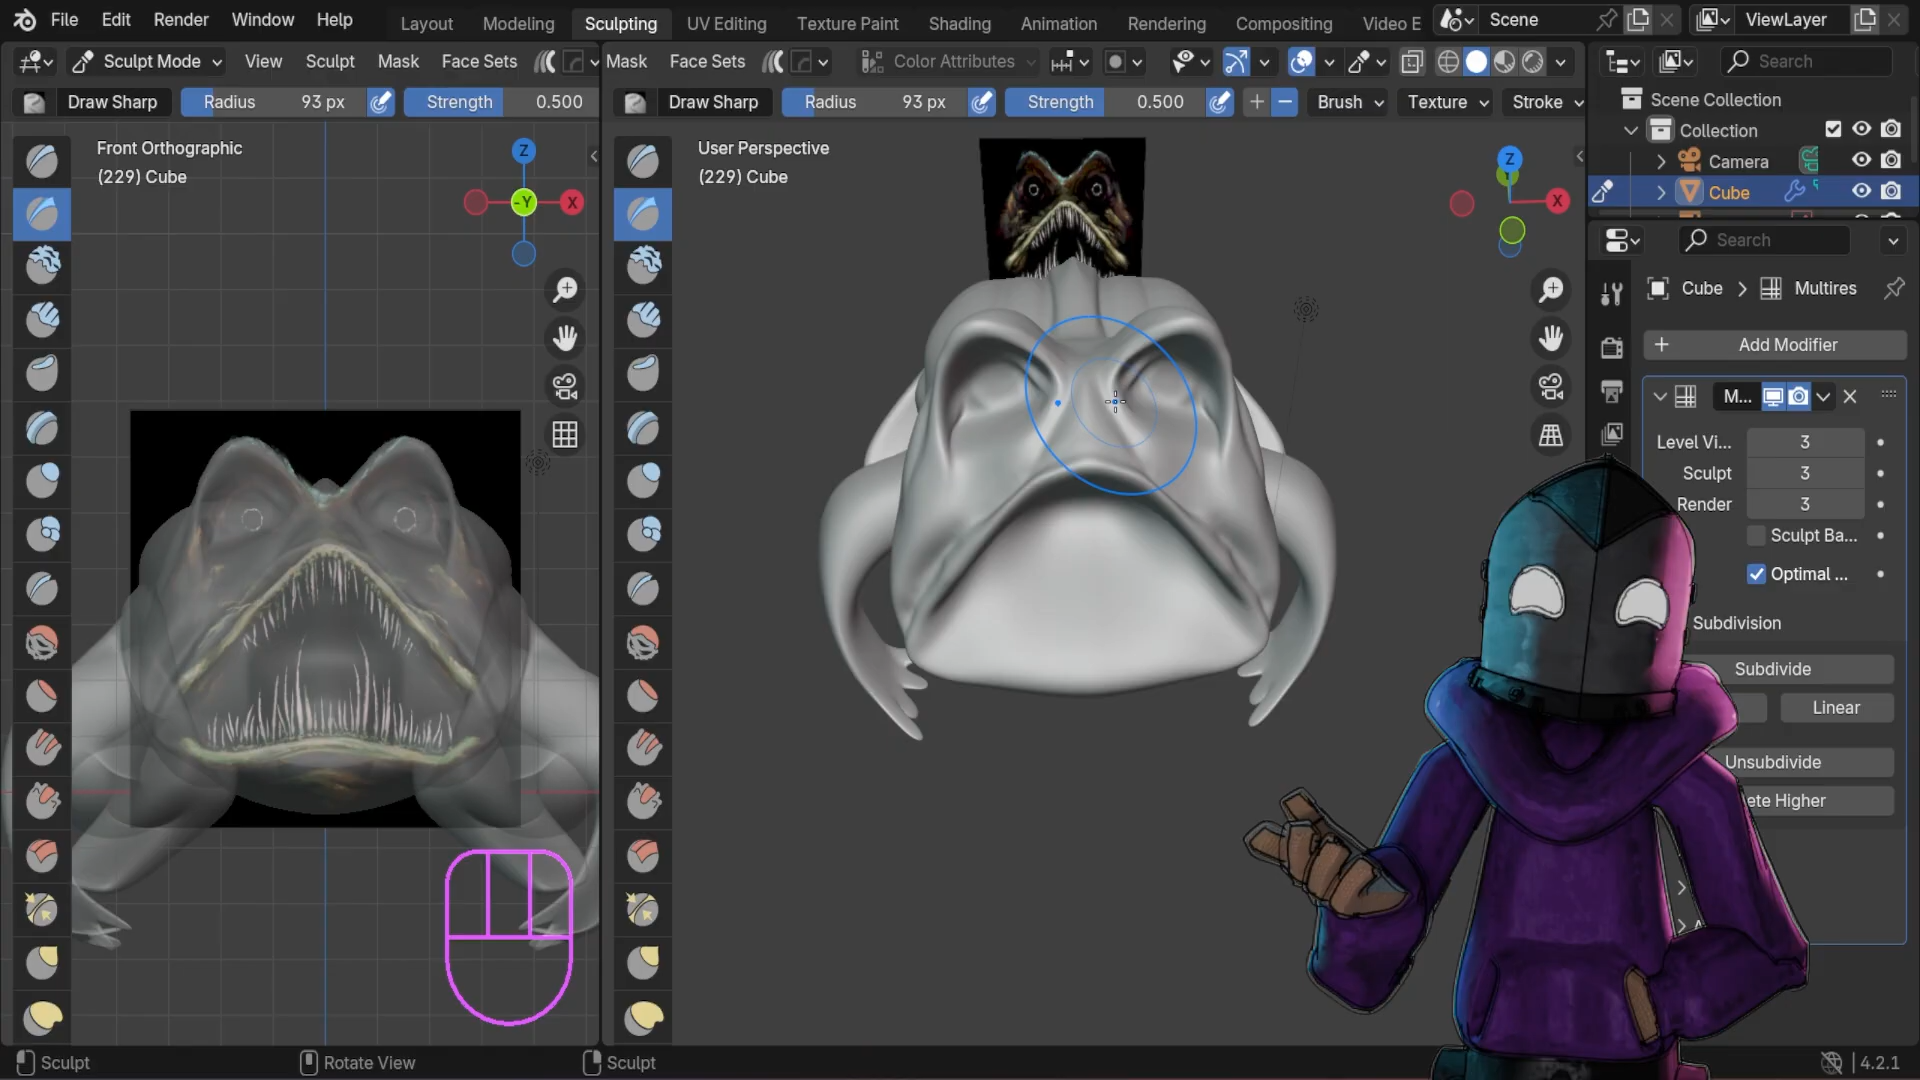 File Edit Render Window Help Layout Modeling Sculpting UV Editing Texture Paint Shading Animation Rendering Compositing Video E Scene ViewLayer
Sculpt Mode View Sculpt Mask Face Sets Mask Face Sets Color Attributes Search
Draw Sharp Radius 93 px Strength 0.500 Draw Sharp Radius 93 px Strength 0.500 Brush Texture Stroke Scene Collection
Collection
Front Orthographic
(229) Cube
Z
-Y
X
User Perspective
(229) Cube
Z
X
Camera
Cube
Search
Cube > Multires
Add Modifier
M...
Level Vi... 3
Sculpt 3
Render 3
Sculpt Ba...
Optimal ...
Subdivision
Subdivide
Linear
Unsubdivide
ete Higher
Sculpt Rotate View Sculpt 4.2.1